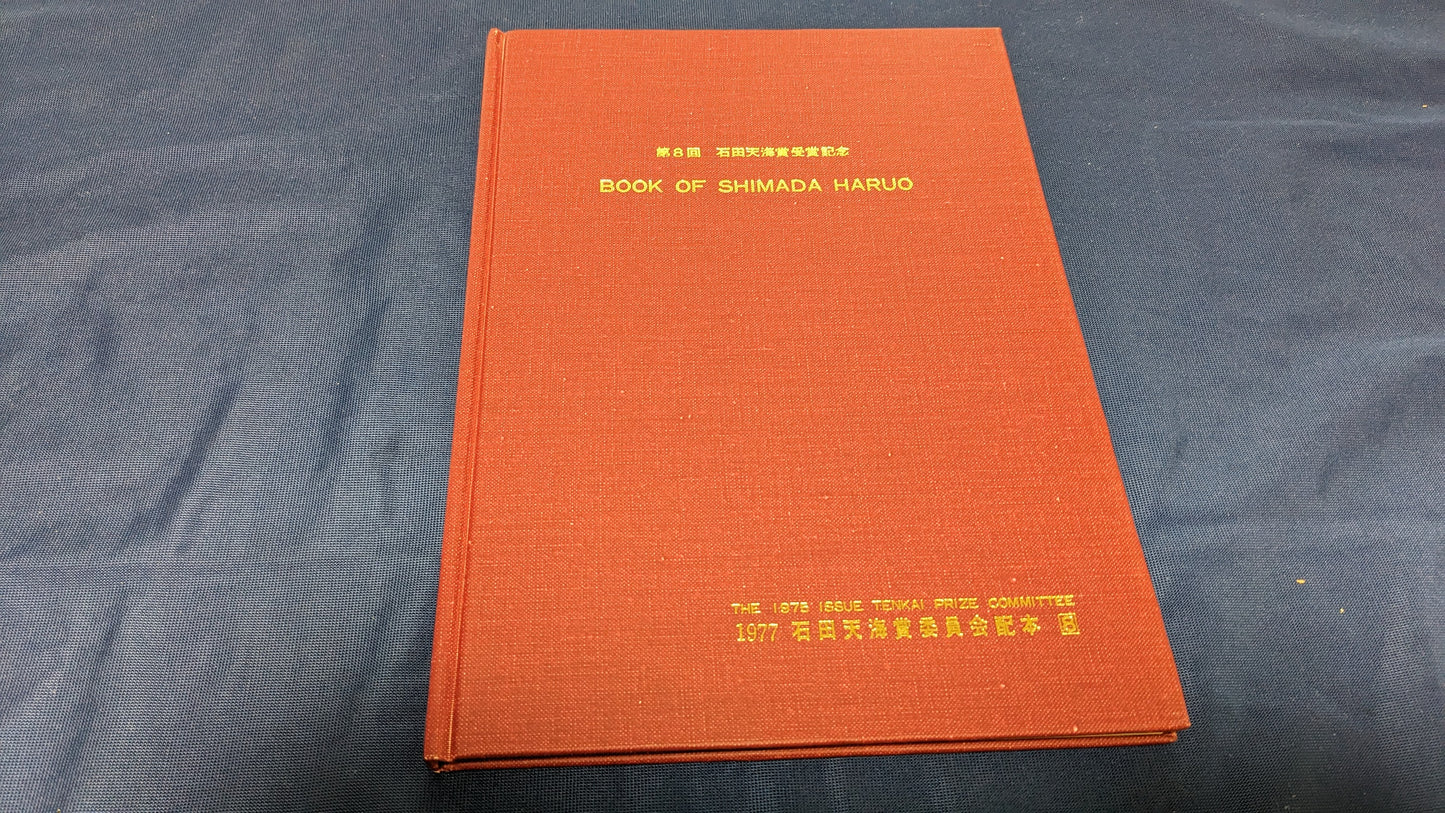 第8回 石田天海賞受賞記念
BOOK OF SHIMADA HARUO
THE 1975 ISSUE TENKAI PRIZE COMMITTEE
1977 石田天海賞委員会配本